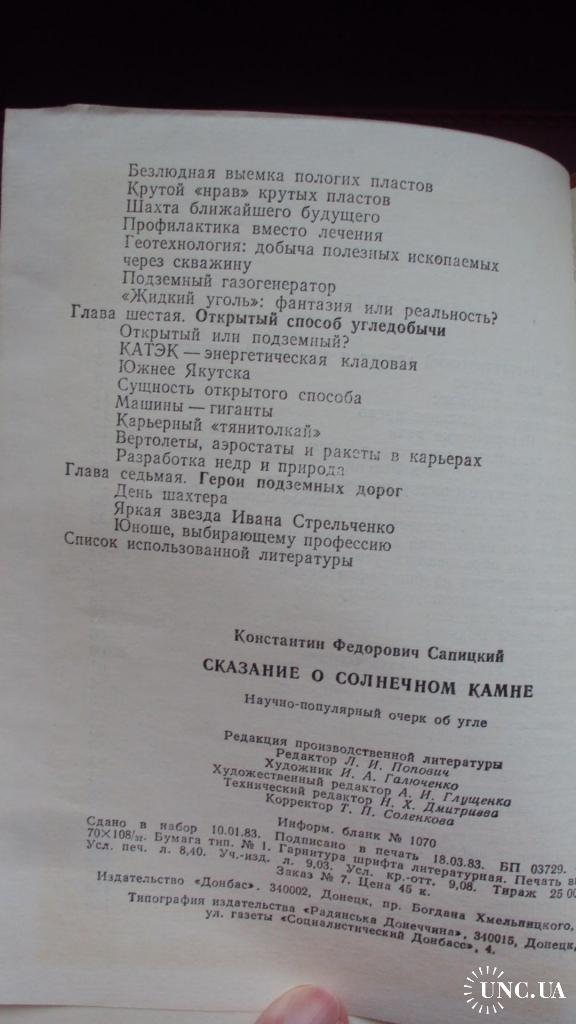 Безлюдная выемка пологих пластов
Крутой «нрав» крутых пластов
Шахта ближайшего будущего
Профилактика вместо лечения
Геотехнология: добыча полезных ископаемых
через скважину
Подземный газогенератор
«Жидкий уголь»: фантазия или реальность?
Глава шестая. Открытый способ угледобычи
Открытый или подземный?
КАТЭК — энергетическая кладовая
Южнее Якутска
Сущность открытого способа
Машины — гиганты
Карьерный «тянитолкай»
Вертолеты, аэростаты и ракеты в карьерах
Разработка недр и природа
Глава седьмая. Герои подземных дорог
День шахтера
Яркая звезда Ивана Стрельченко
Юноше, выбирающему профессию
Список использованной литературы
Константин Федорович Сапицкий
СКАЗАНИЕ О СОЛНЕЧНОМ КАМНЕ
Научно-популярный очерк об угле
Редакция производственной литературы
Редактор Л. И. Попович
Художник И. А. Галюченко
Художественный редактор А. И. Глущенко
Технический редактор Н. Х. Дмитриева
Корректор Т. П. Соленкова
Информ. бланк № 1070
Сдано в набор 10.01.83. Подписано в печать 18.03.83. БП 03729.
70×108/32. Бумага тип. № 1. Гарнитура шрифта литературная. Печать
Усл. печ. л. 8,40. Уч.-изд. л. 9,03. Усл. кр.-отт. 9,08. Тираж 25
Заказ № 7. Цена 45 к.
Издательство «Донбас». 340002, Донецк, пр. Богдана Хмельницкого,
Типография издательства «Радянська Донеччина», 340015, Донецк,
ул. газеты «Социалистический Донбасс», 4.
UNC.UA